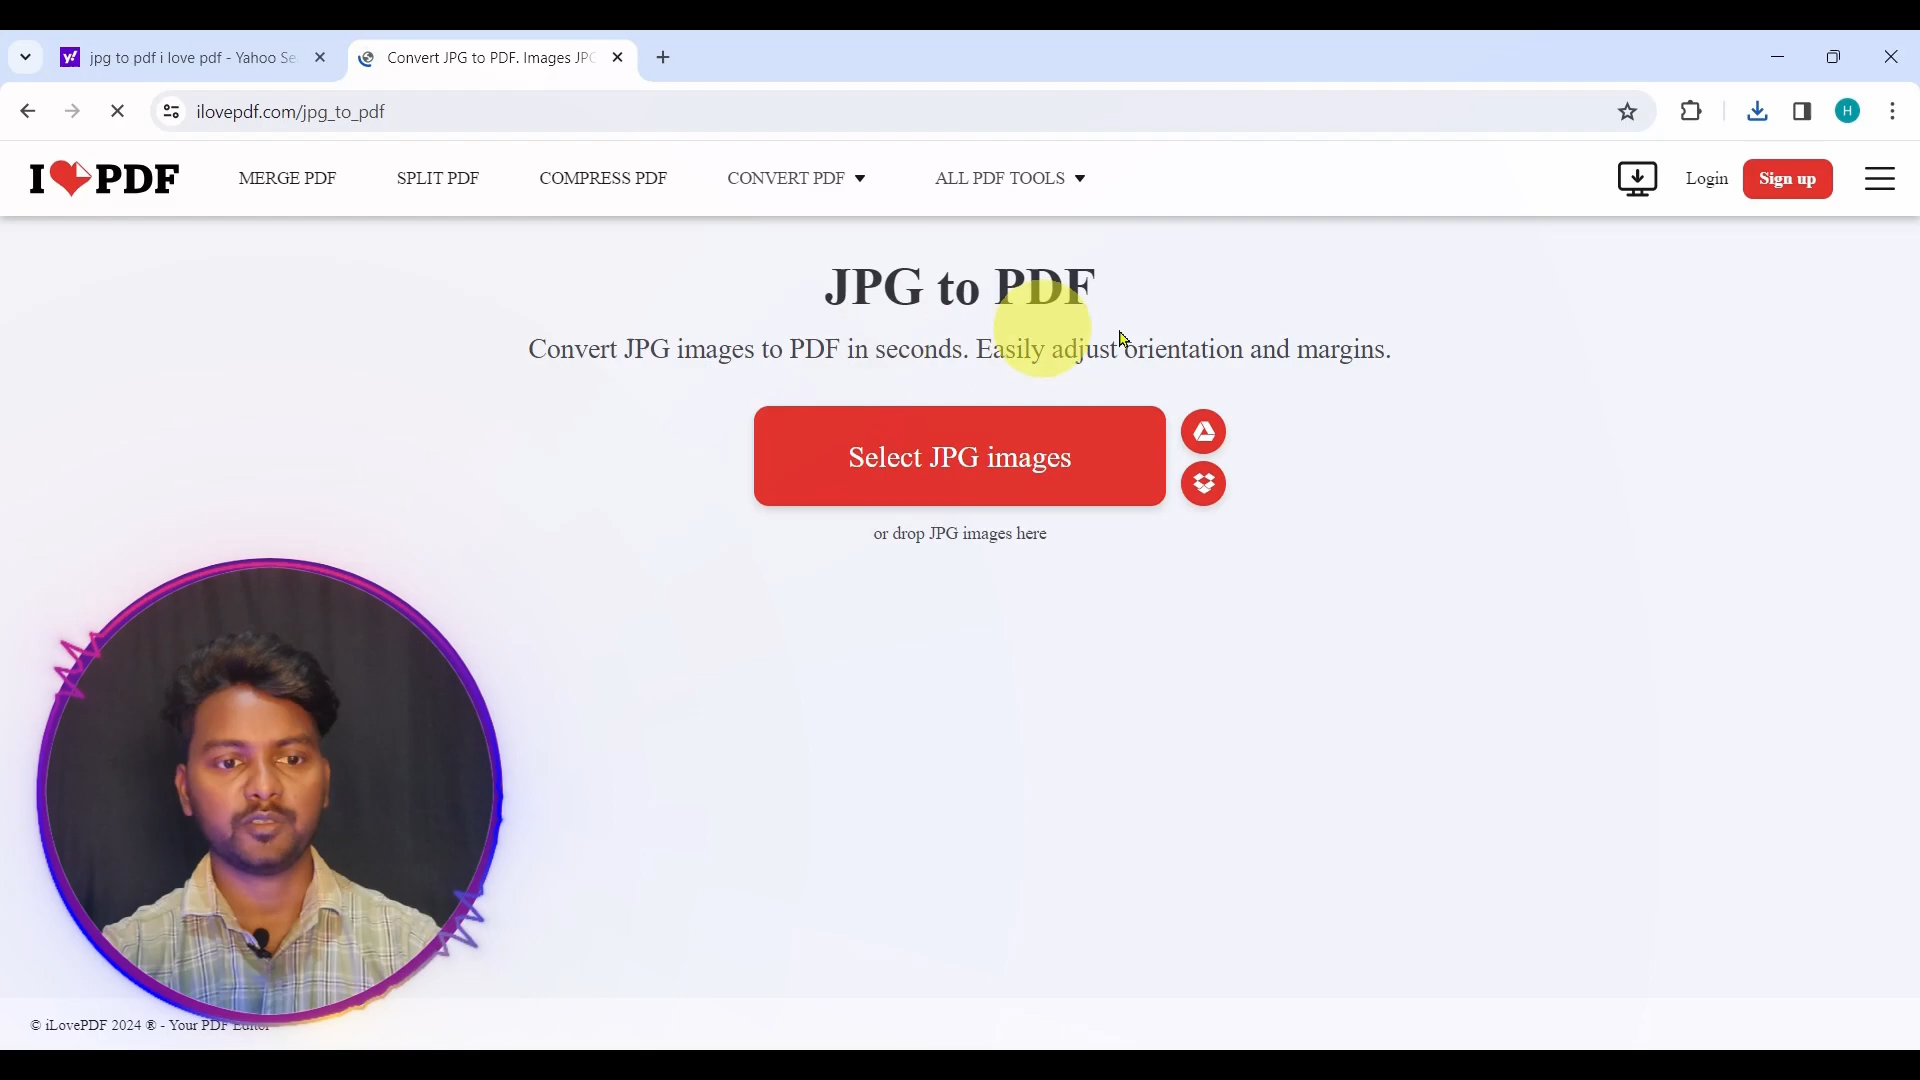 jpg to pdf i love pdf - Yahoo Se
Convert JPG to PDF. Images JPG
ilovepdf.com/jpg_to_pdf
H
I PDF
MERGE PDF
SPLIT PDF
COMPRESS PDF
CONVERT PDF
ALL PDF TOOLS
Login
Sign up
JPG to PDF
Convert JPG images to PDF in seconds. Easily adjust orientation and margins.
Select JPG images
or drop JPG images here
© iLovePDF 2024 ® - Your PDF Editor